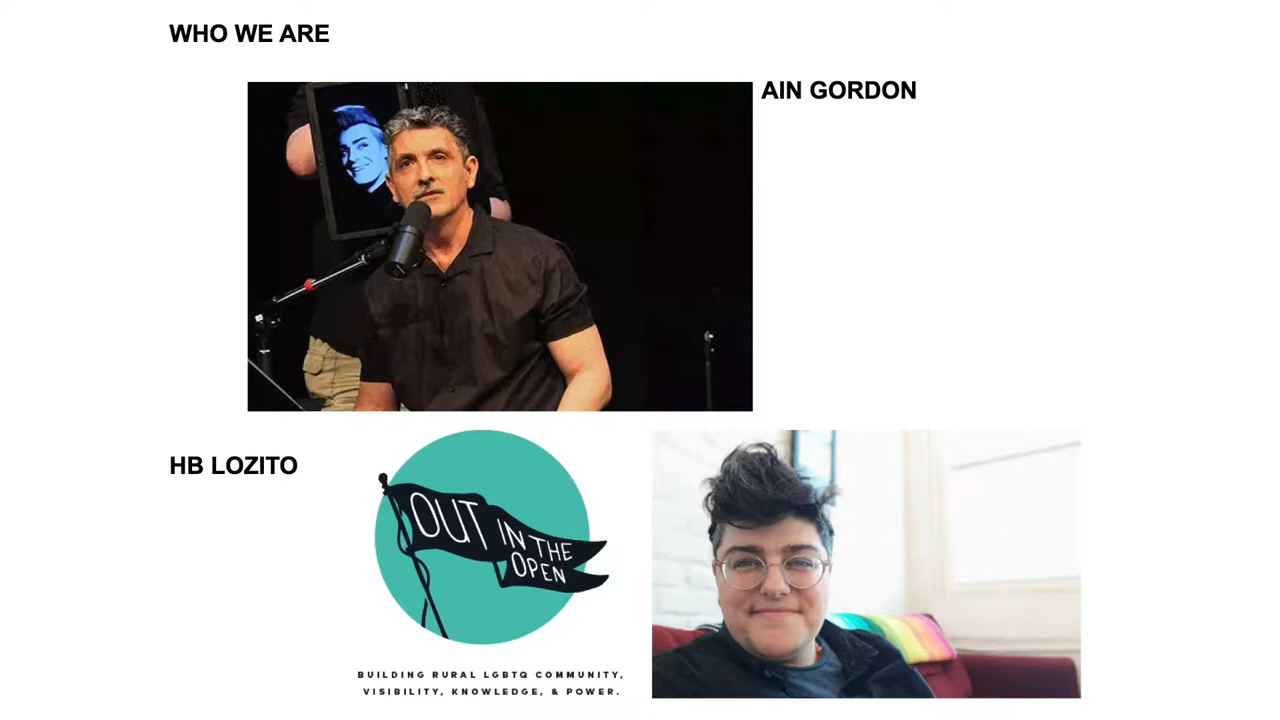 WHO WE ARE
AIN GORDON
HB LOZITO
OUT IN THE
OPEN
BUILDING RURAL LGBTQ COMMUNITY,
VISIBILITY, KNOWLEDGE, & POWER.